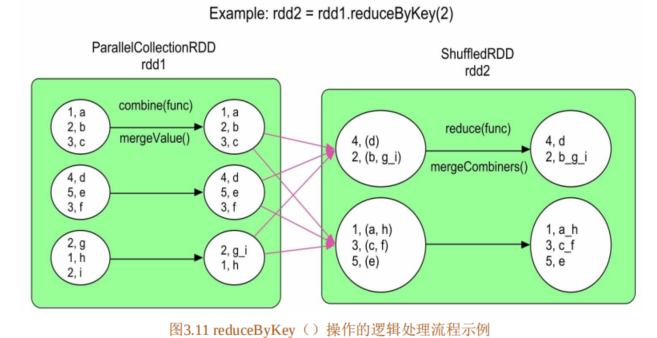 Example: rdd2 = rdd1.reduceByKey(2)
ParallelCollectionRDD
rdd1
ShuffledRDD
rdd2
1, a
2, b
3, c
combine(func)
mergeValue()
1, a
2, b
3, c
4, d
5, e
3, f
4, d
5, e
3, f
2, g
1, h
2, i
2, g_i
1, h
4, (d)
2, (b, g_i)
reduce(func)
mergeCombiners()
4, d
2, b_g_i
1, (a, h)
3, (c, f)
5, (e)
1, a_h
3, c_f
5, e
图3.11 reduceByKey（）操作的逻辑处理流程示例